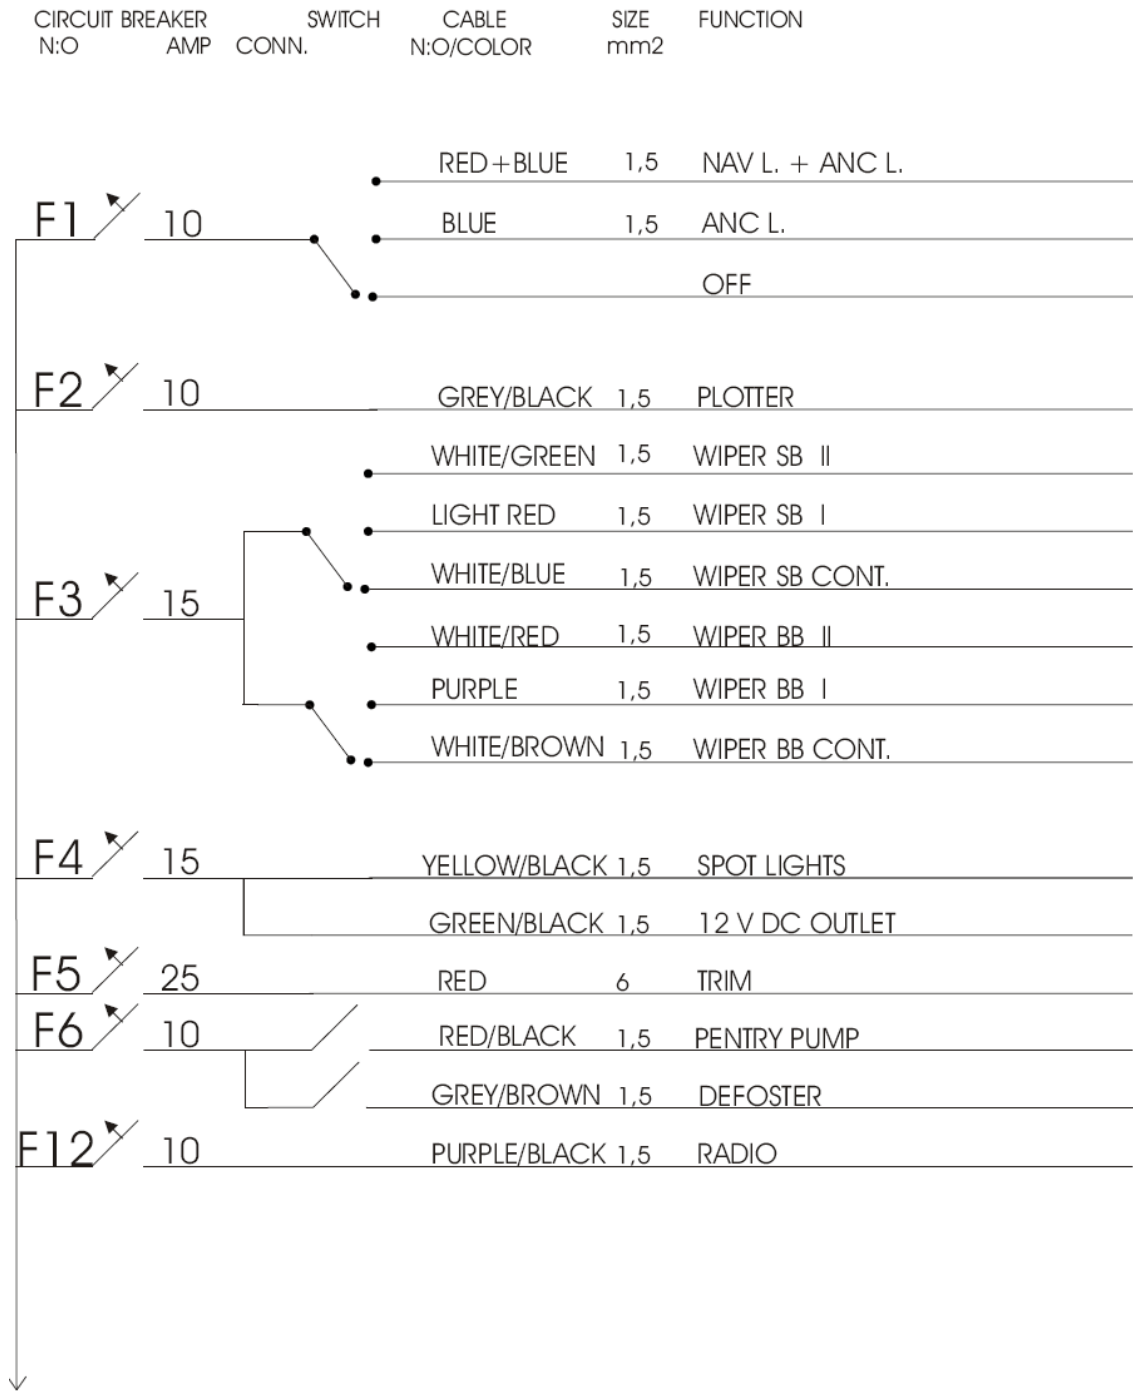 CIRCUIT BREAKER SWITCH CABLE SIZE FUNCTION
N:O AMP CONN. N:O/COLOR mm2
RED+BLUE 1,5 NAV L. + ANC L.
F1 10 BLUE 1,5 ANC L.
OFF
F2 10 GREY/BLACK 1,5 PLOTTER
WHITE/GREEN 1,5 WIPER SB II
LIGHT RED 1,5 WIPER SB I
WHITE/BLUE 1,5 WIPER SB CONT.
F3 15
WHITE/RED 1,5 WIPER BB II
PURPLE 1,5 WIPER BB I
WHITE/BROWN 1,5 WIPER BB CONT.
F4 15 YELLOW/BLACK 1,5 SPOT LIGHTS
GREEN/BLACK 1,5 12 V DC OUTLET
F5 25 RED 6 TRIM
F6 10 RED/BLACK 1,5 PENTRY PUMP
GREY/BROWN 1,5 DEFOSTER
F12 10 PURPLE/BLACK 1,5 RADIO